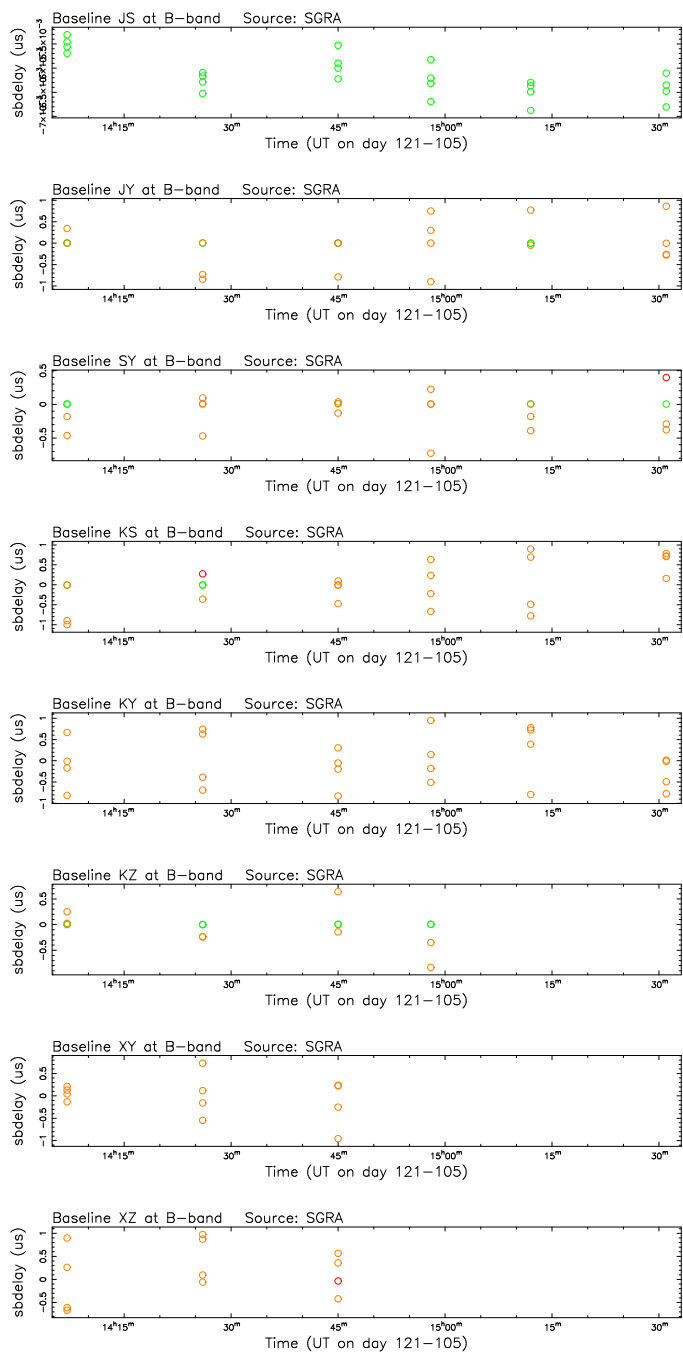 Baseline JS at B-band Source: SGRA
sbdelay (us)
14h15m 30m 45m 15h00m 15m 30m
Time (UT on day 121-105)
Baseline JY at B-band Source: SGRA
sbdelay (us)
1
0.5
0
-0.5
-1
14h15m 30m 45m 15h00m 15m 30m
Time (UT on day 121-105)
Baseline SY at B-band Source: SGRA
sbdelay (us)
0.5
0
-0.5
14h15m 30m 45m 15h00m 15m 30m
Time (UT on day 121-105)
Baseline KS at B-band Source: SGRA
sbdelay (us)
1
0.5
0
-0.5
-1
14h15m 30m 45m 15h00m 15m 30m
Time (UT on day 121-105)
Baseline KY at B-band Source: SGRA
sbdelay (us)
1
0.5
0
-0.5
-1
14h15m 30m 45m 15h00m 15m 30m
Time (UT on day 121-105)
Baseline KZ at B-band Source: SGRA
sbdelay (us)
0.5
0
-0.5
14h15m 30m 45m 15h00m 15m 30m
Time (UT on day 121-105)
Baseline XY at B-band Source: SGRA
sbdelay (us)
0.5
0
-0.5
-1
14h15m 30m 45m 15h00m 15m 30m
Time (UT on day 121-105)
Baseline XZ at B-band Source: SGRA
sbdelay (us)
1
0.5
0
-0.5
14h15m 30m 45m 15h00m 15m 30m
Time (UT on day 121-105)